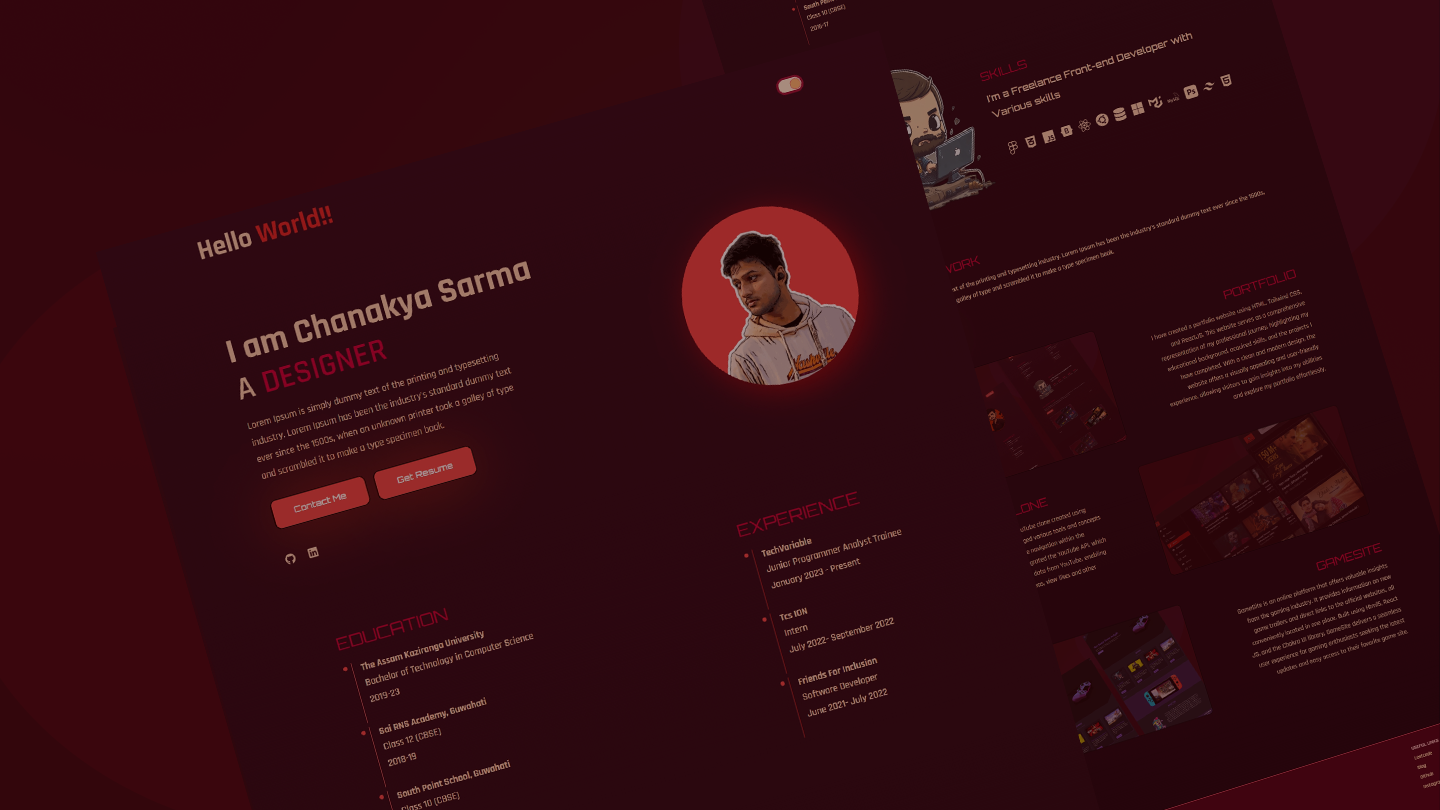 Hello World!!
I am Chanakya Sarma
A DESIGNER
Lorem Ipsum is simply dummy text of the printing and typesetting
industry. Lorem Ipsum has been the industry's standard dummy text
ever since the 1500s, when an unknown printer took a galley of type
and scrambled it to make a type specimen book.
Contact Me
Get Resume
EDUCATION
The Assam Kaziranga University
Bachelor of Technology in Computer Science
2019-23
Sai RNS Academy, Guwahati
Class 12 (CBSE)
2018-19
South Point School, Guwahati
Class 10 (CBSE)
EXPERIENCE
TechVariable
Junior Programmer Analyst Trainee
January 2023 - Present
Tcs ION
Intern
July 2022- September 2022
Friends For Inclusion
Software Developer
June 2021- July 2022
South Point
Class 10 (CBSE)
2016-17
SKILLS
I'm a Freelance Front-end Developer with
Various skills
JS
B
Ps
WORK
of the printing and typesetting industry. Lorem Ipsum has been the industry's standard dummy text ever since the 1500s,
galley of type and scrambled it to make a type specimen book.
PORTFOLIO
I have created a portfolio website using HTML, Tailwind CSS,
and ReactJS. This website serves as a comprehensive
representation of my professional journey, highlighting my
educational background, acquired skills, and the projects I
have completed. With a clean and modern design, the
website offers a visually appealing and user-friendly
experience, allowing visitors to gain insights into my abilities
and explore my portfolio effortlessly.
LONE
utube clone created using
ged various tools and concepts
e navigation within the
grated the YouTube API, which
data from YouTube, enabling
es, view likes and other
GAMESITE
GameSite is an online platform that offers valuable insights
from the gaming industry. It provides information on new
game trailers and direct links to the official websites, all
conveniently located in one place. Built using Html5, React
JS, and the Chakra UI library, GameSite delivers a seamless
user experience for gaming enthusiasts seeking the latest
updates and easy access to their favorite game site.
Leetcode
Blog
Github